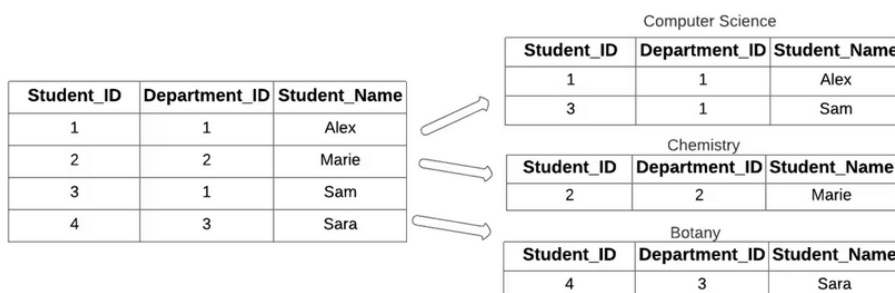 Student_ID Department_ID Student_Name
1 1 Alex
2 2 Marie
3 1 Sam
4 3 Sara
Computer Science
Student_ID Department_ID Student_Name
1 1 Alex
3 1 Sam
Chemistry
Student_ID Department_ID Student_Name
2 2 Marie
Botany
Student_ID Department_ID Student_Name
4 3 Sara